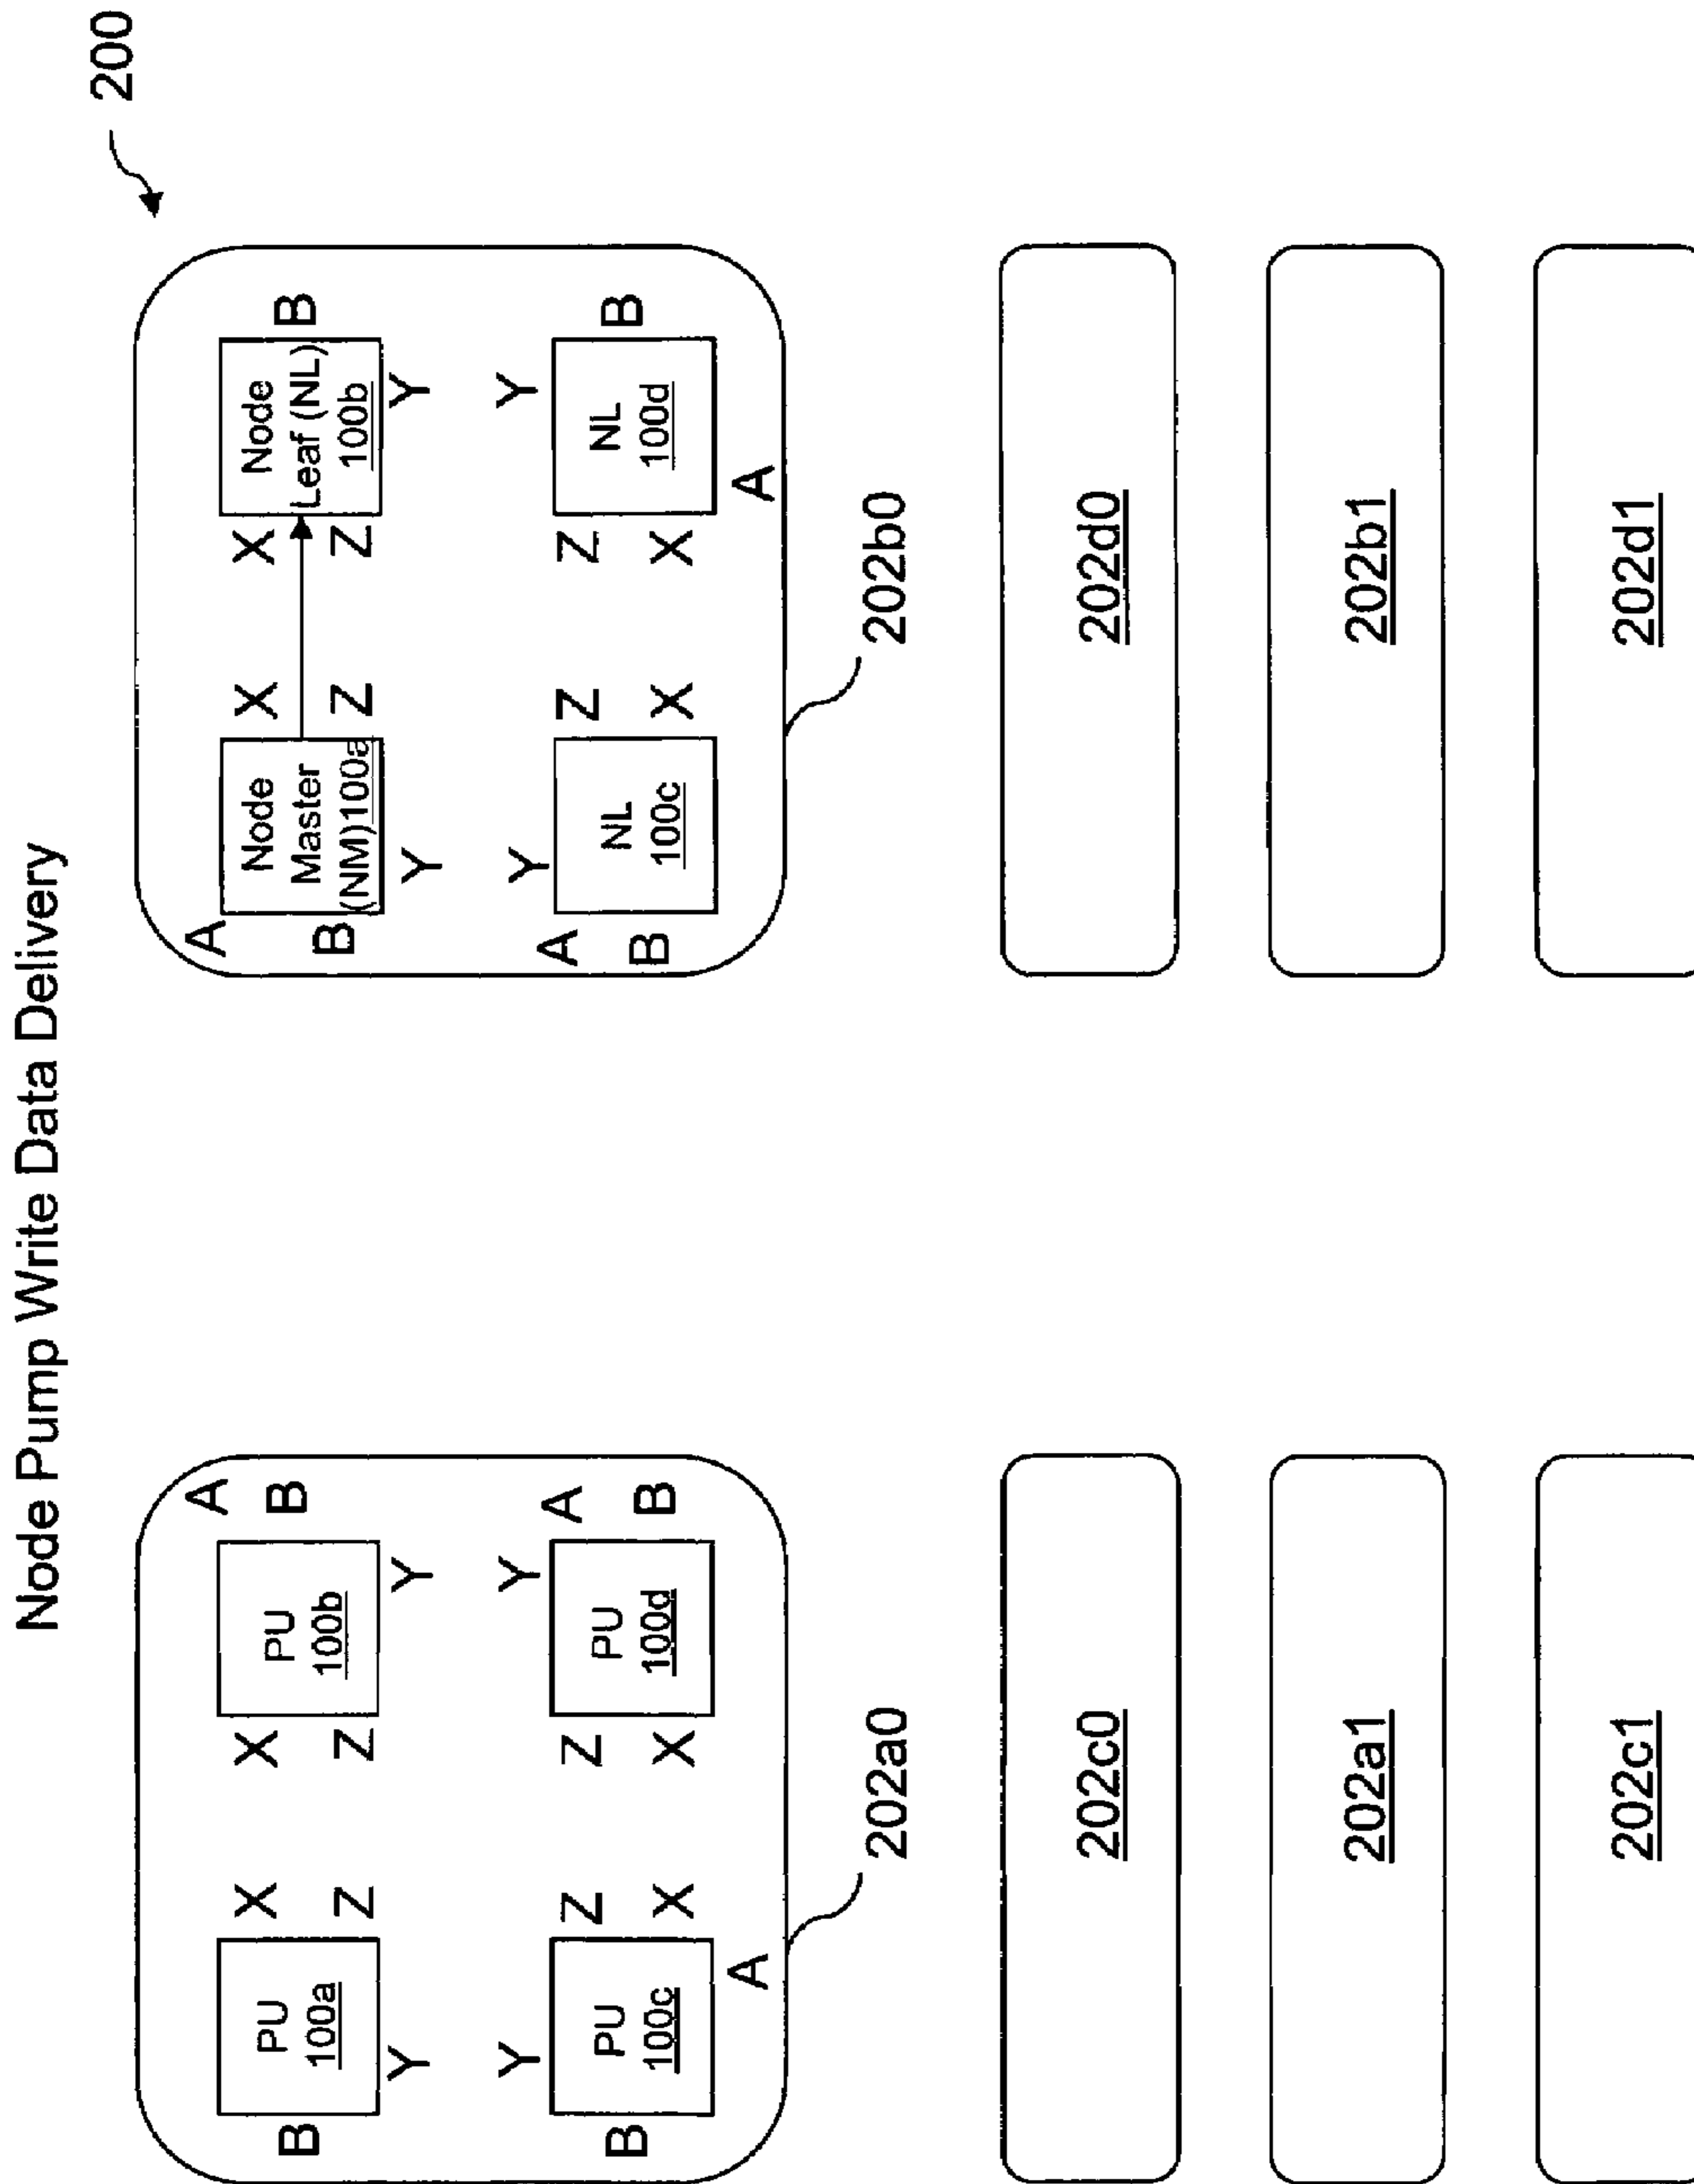 Node Pump Write Data Delivery
200
PU
100a
B
X
Z
Y
PU
100b
X
Z
A
B
Y
Y
PU
100c
B
Z
X
A
Y
PU
100d
Z
X
A
B
202a0
A
B
Node
Master
(NM)100a
X
Z
Y
X
Z
Node
Leaf (NL)
100b
B
Y
Y
A
B
NL
100c
Z
X
Y
Z
X
NL
100d
B
A
202b0
202c0
202d0
202a1
202b1
202c1
202d1